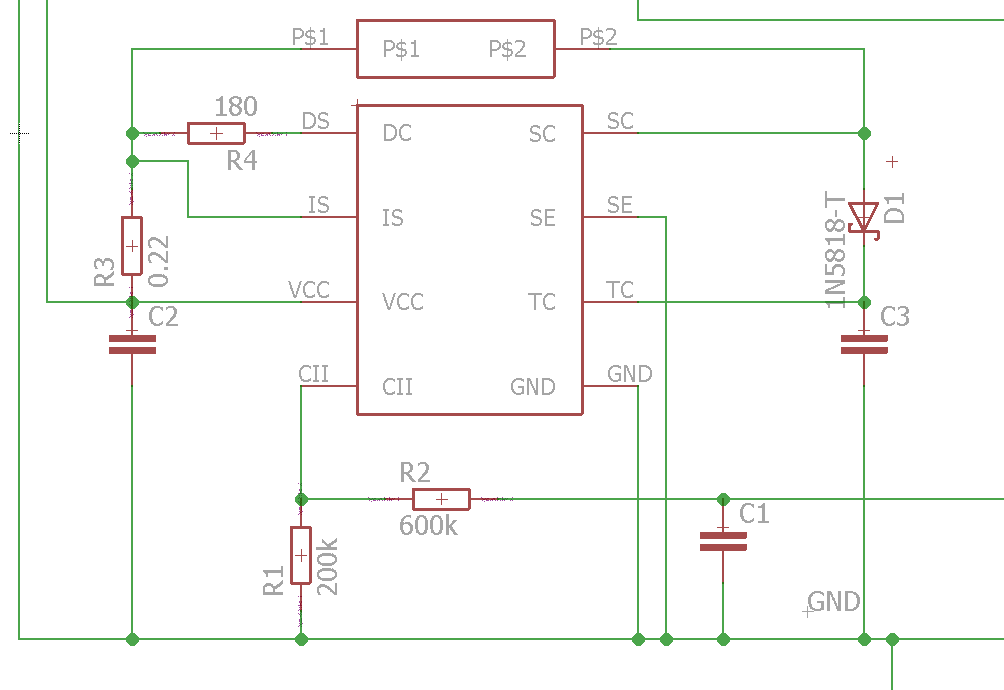 P$1
P$1
P$2
P$2
180
R4
DS
DC
SC
SC
IS
IS
SE
SE
R3
0.22
VCC
VCC
TC
TC
1N5818-T
D1
C2
C3
CII
CII
GND
GND
R2
600k
C1
R1
200k
GND